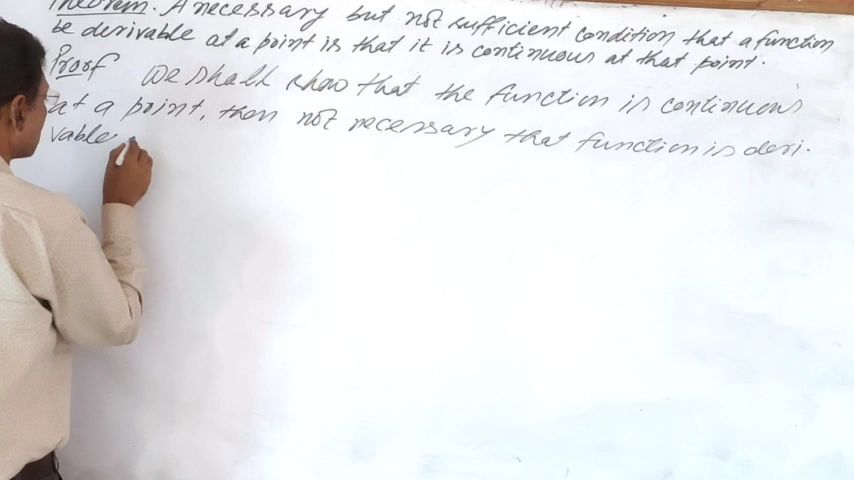 Theorem. A necessary but not sufficient condition that a function
be derivable at a point is that it is continuous at that point.
Proof We shall show that the function is continuous
at a point, then not necessary that function is deri-
vable